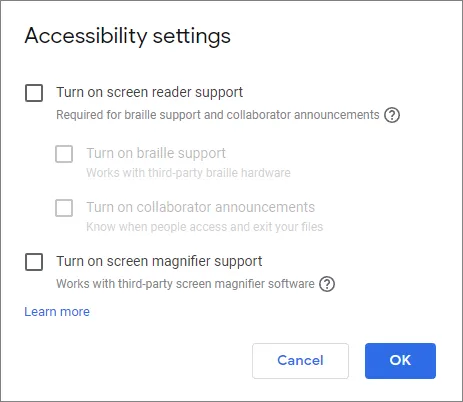 Accessibility settings
Turn on screen reader support
Required for braille support and collaborator announcements ?
Turn on braille support
Works with third-party braille hardware
Turn on collaborator announcements
Know when people access and exit your files
Turn on screen magnifier support
Works with third-party screen magnifier software ?
Learn more
Cancel OK